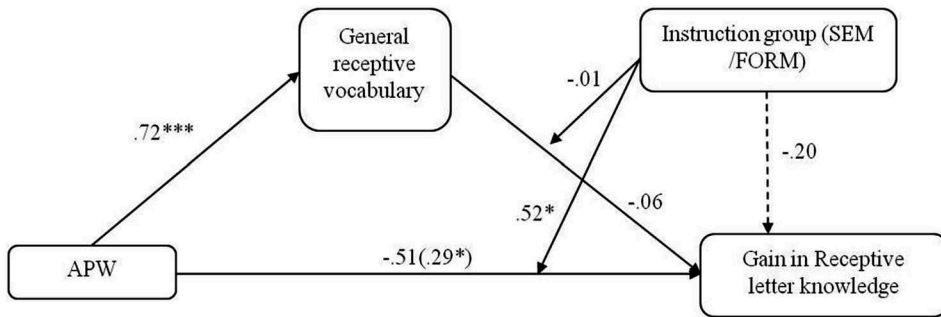 General
receptive
vocabulary
Instruction group (SEM
/FORM)
-.01
.72***
-.20
.52*
-.06
APW
-.51(.29*)
Gain in Receptive
letter knowledge